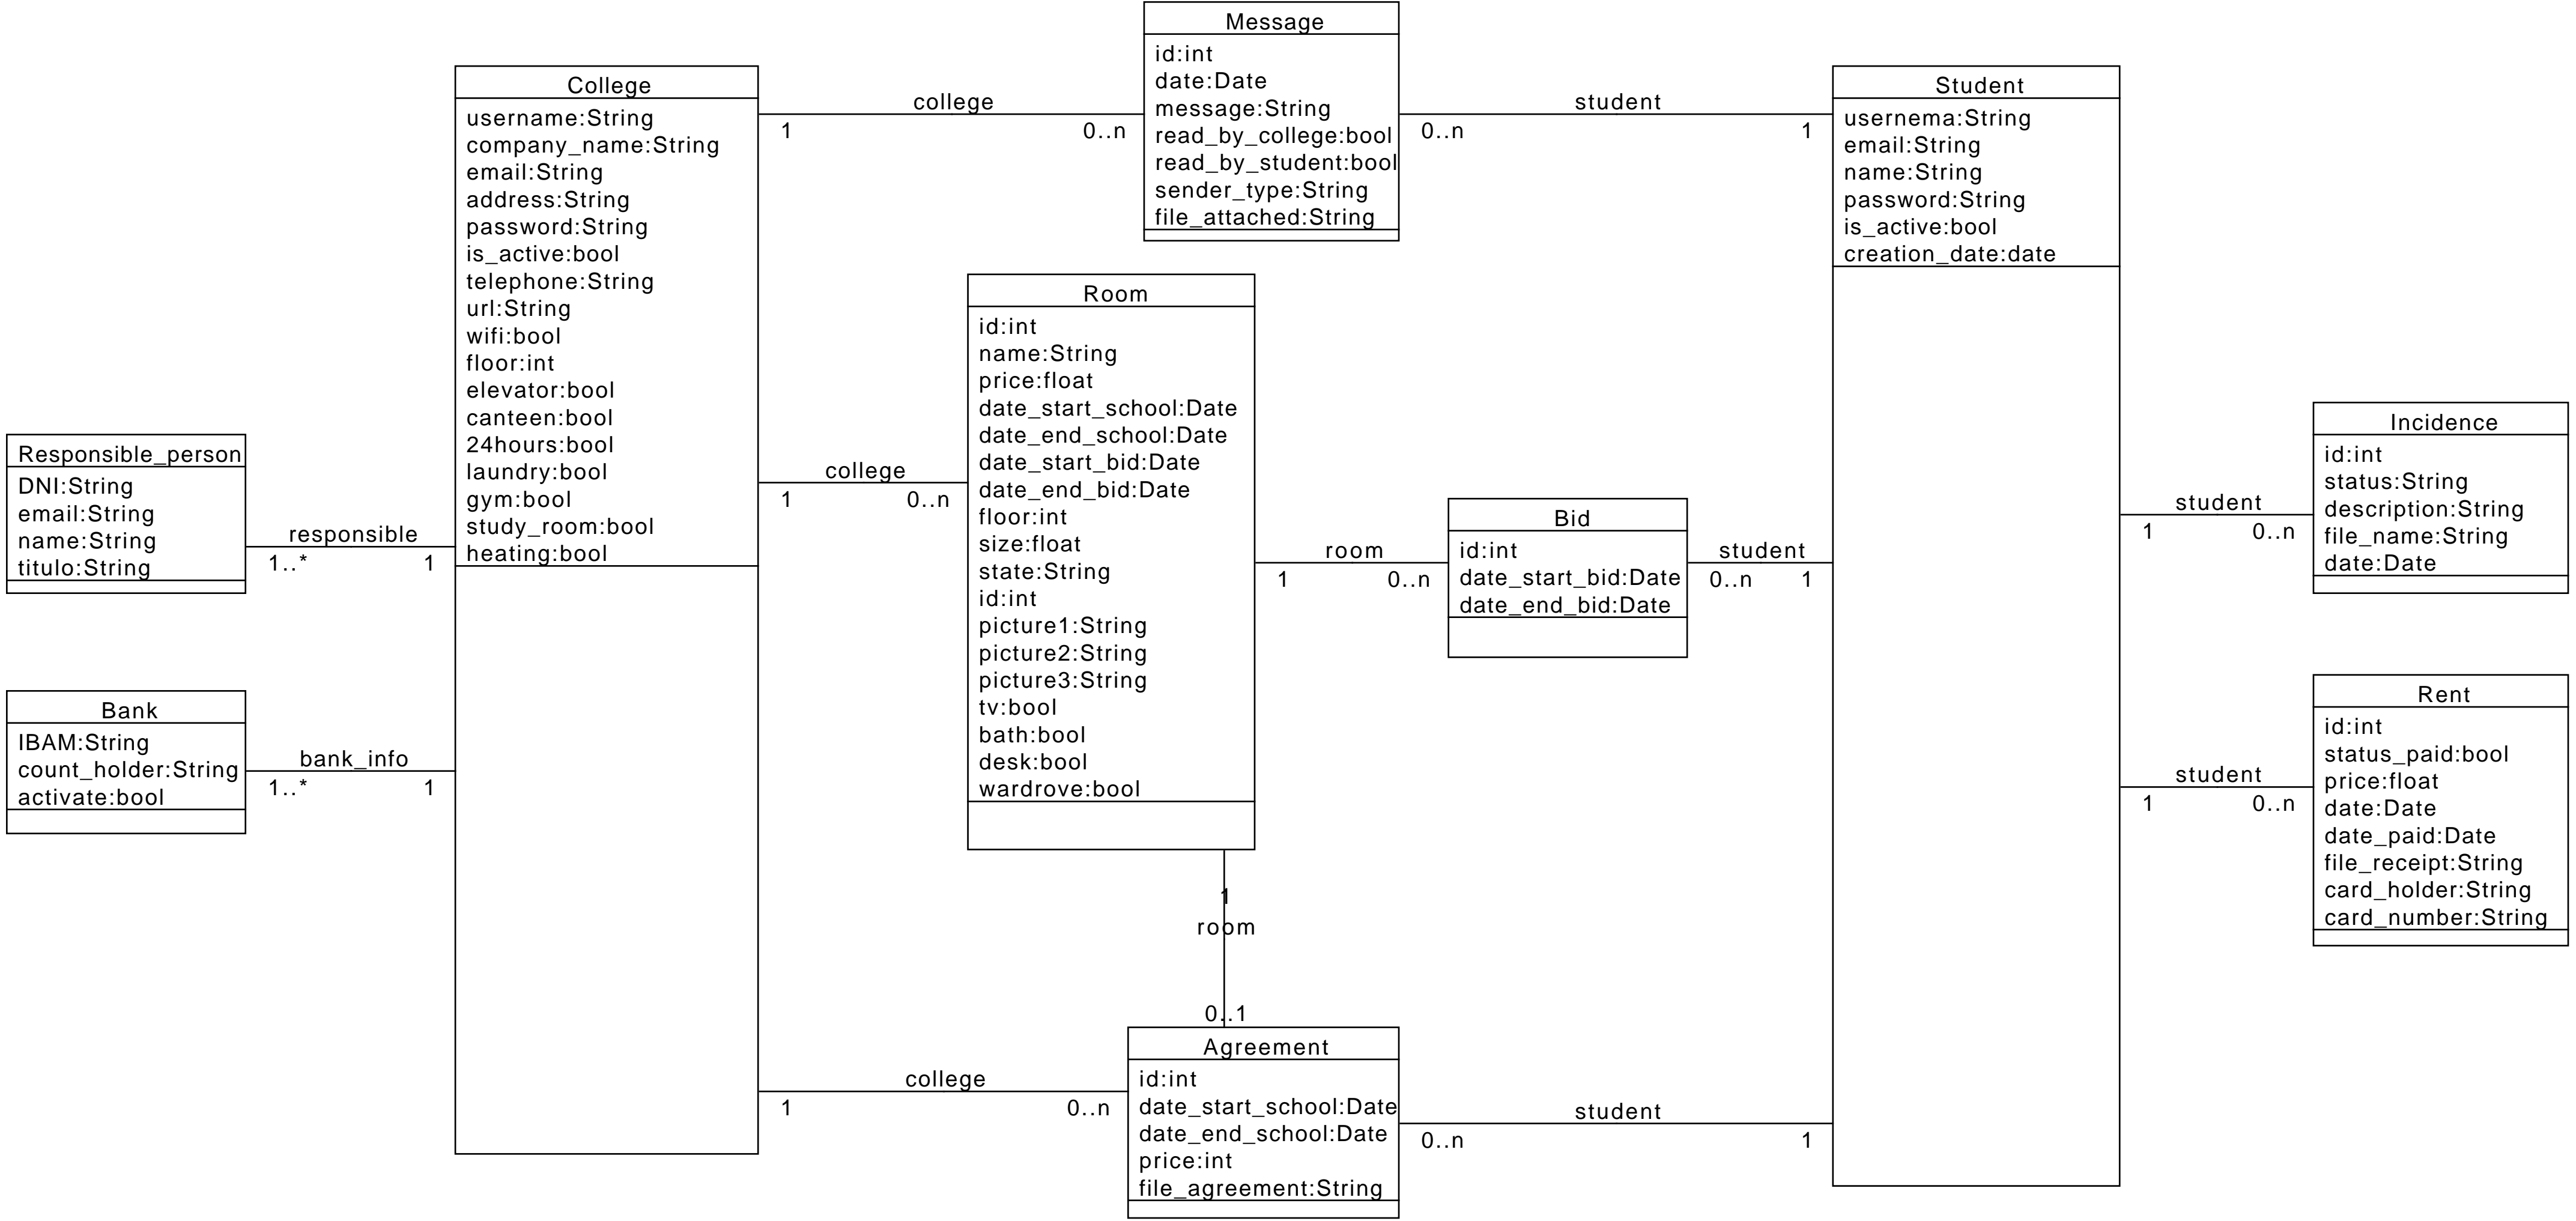 Message
id:int
date:Date
message:String
read_by_college:bool
read_by_student:bool
sender_type:String
file_attached:String
College
username:String
company_name:String
email:String
address:String
password:String
is_active:bool
telephone:String
url:String
wifi:bool
floor:int
elevator:bool
canteen:bool
24hours:bool
laundry:bool
gym:bool
study_room:bool
heating:bool
college
1
0..n
student
0..n
1
Student
usernema:String
email:String
name:String
password:String
is_active:bool
creation_date:date
Room
id:int
name:String
price:float
date_start_school:Date
date_end_school:Date
date_start_bid:Date
date_end_bid:Date
floor:int
size:float
state:String
id:int
picture1:String
picture2:String
picture3:String
tv:bool
bath:bool
desk:bool
wardrove:bool
college
1
0..n
Responsible_person
DNI:String
email:String
name:String
titulo:String
responsible
1..*
1
room
1
0..n
Bid
id:int
date_start_bid:Date
date_end_bid:Date
student
0..n
1
student
1
0..n
Incidence
id:int
status:String
description:String
file_name:String
date:Date
Bank
IBAM:String
count_holder:String
activate:bool
bank_info
1..*
1
student
1
0..n
Rent
id:int
status_paid:bool
price:float
date:Date
date_paid:Date
file_receipt:String
card_holder:String
card_number:String
1
room
0..1
college
1
0..n
Agreement
id:int
date_start_school:Date
date_end_school:Date
price:int
file_agreement:String
student
0..n
1